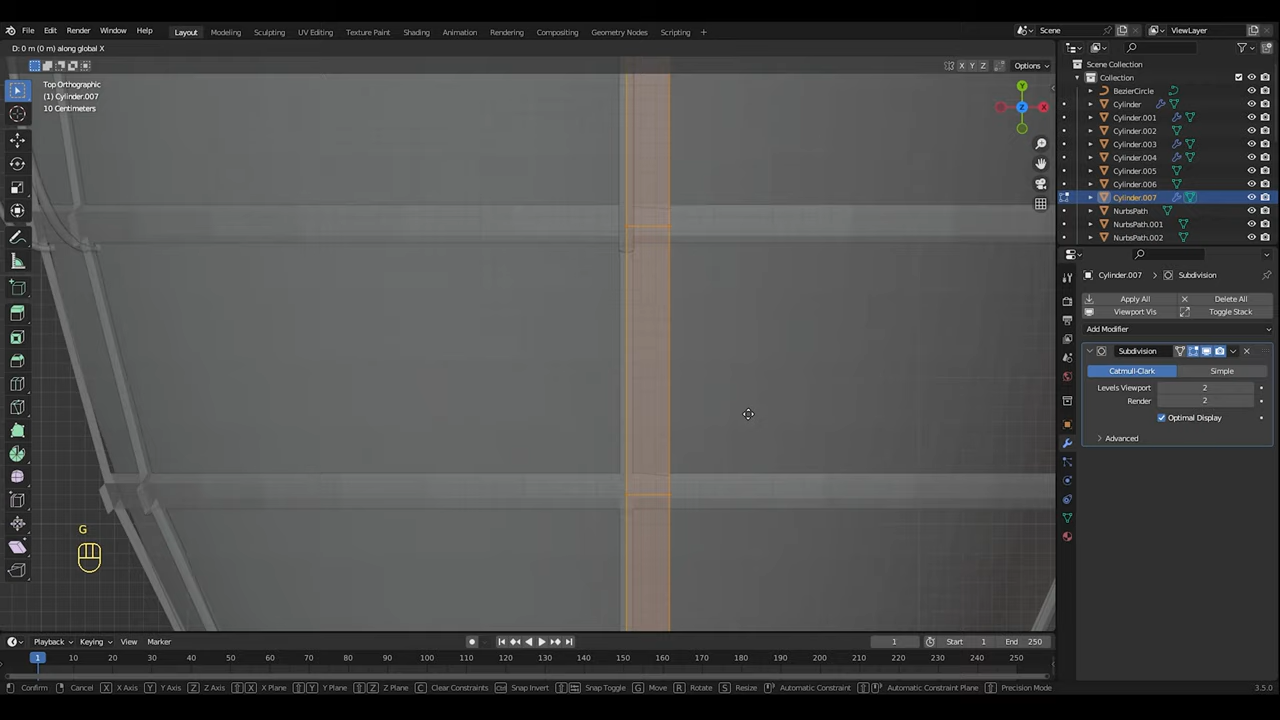 File Edit Render Window Help Layout Modeling Sculpting UV Editing Texture Paint Shading Animation Rendering Compositing Geometry Nodes Scripting Scene ViewLayer
D: 0 m (0 m) along global X
X Y Z Options
Top Orthographic
(1) Cylinder.007
10 Centimeters
Y
Z
X
Scene Collection
Collection
BezierCircle
Cylinder
Cylinder.001
Cylinder.002
Cylinder.003
Cylinder.004
Cylinder.005
Cylinder.006
Cylinder.007
NurbsPath
NurbsPath.001
NurbsPath.002
Cylinder.007 > Subdivision
Apply All Delete All
Viewport Vis Toggle Stack
Add Modifier
Subdivision
Catmull-Clark Simple
Levels Viewport 2
Render 2
Optimal Display
Advanced
G
Playback Keying View Marker 1 Start 1 End 250
1 10 20 30 40 50 60 70 80 90 100 110 120 130 140 150 160 170 180 190 200 210 220 230 240 250
Confirm Cancel X X Axis Y Y Axis Z Z Axis X X Plane Y Y Plane Z Z Plane C Clear Constraints Ctrl Snap Invert Snap Toggle G Move R Rotate S Resize Automatic Constraint Automatic Constraint Plane Precision Mode 3.5.0